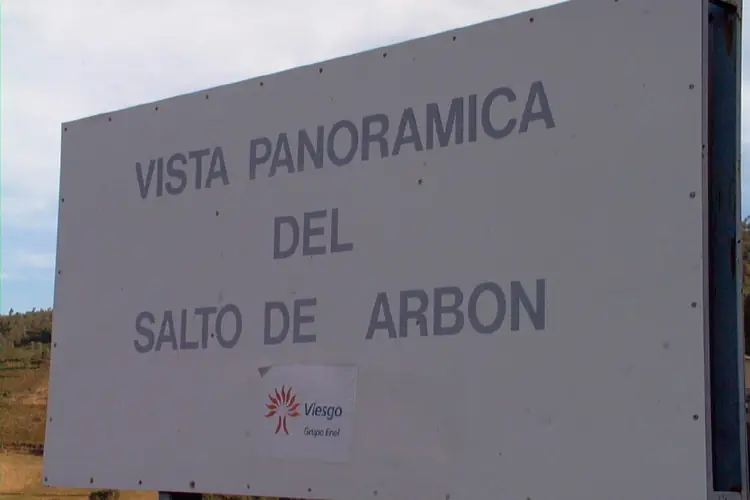 VISTA PANORAMICA
DEL
SALTO DE ARBON
Viesgo
Grupo Enel